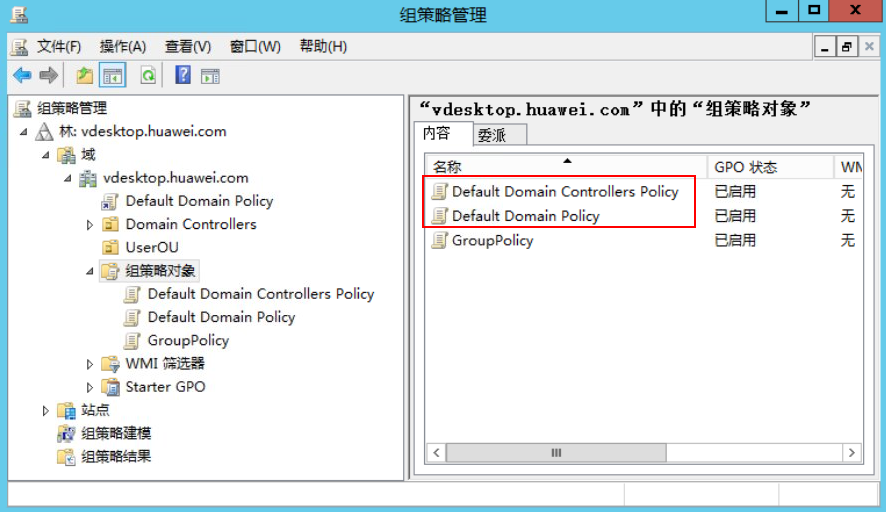 组策略管理
文件(F) 操作(A) 查看(V) 窗口(W) 帮助(H)
组策略管理
林: vdesktop.huawei.com
域
vdesktop.huawei.com
Default Domain Policy
Domain Controllers
UserOU
组策略对象
Default Domain Controllers Policy
Default Domain Policy
GroupPolicy
WMI 筛选器
Starter GPO
站点
组策略建模
组策略结果
“vdesktop.huawei.com”中的“组策略对象”
内容 委派
名称 GPO 状态 WM
Default Domain Controllers Policy 已启用 无
Default Domain Policy 已启用 无
GroupPolicy 已启用 无